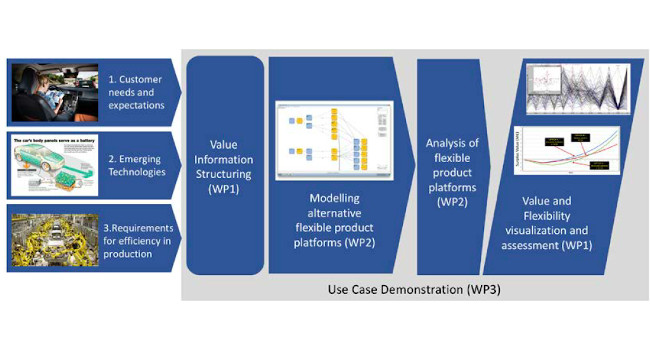 1. Customer
needs and
expectations
The car's body panels serve as a battery
2. Emerging
Technologies
3.Requirements
for efficiency in
production
Value
Information
Structuring
(WP1)
Modelling
alternative
flexible product
platforms (WP2)
Analysis of
flexible
product
platforms
(WP2)
Value and
Flexibility
visualization and
assessment (WP1)
Use Case Demonstration (WP3)